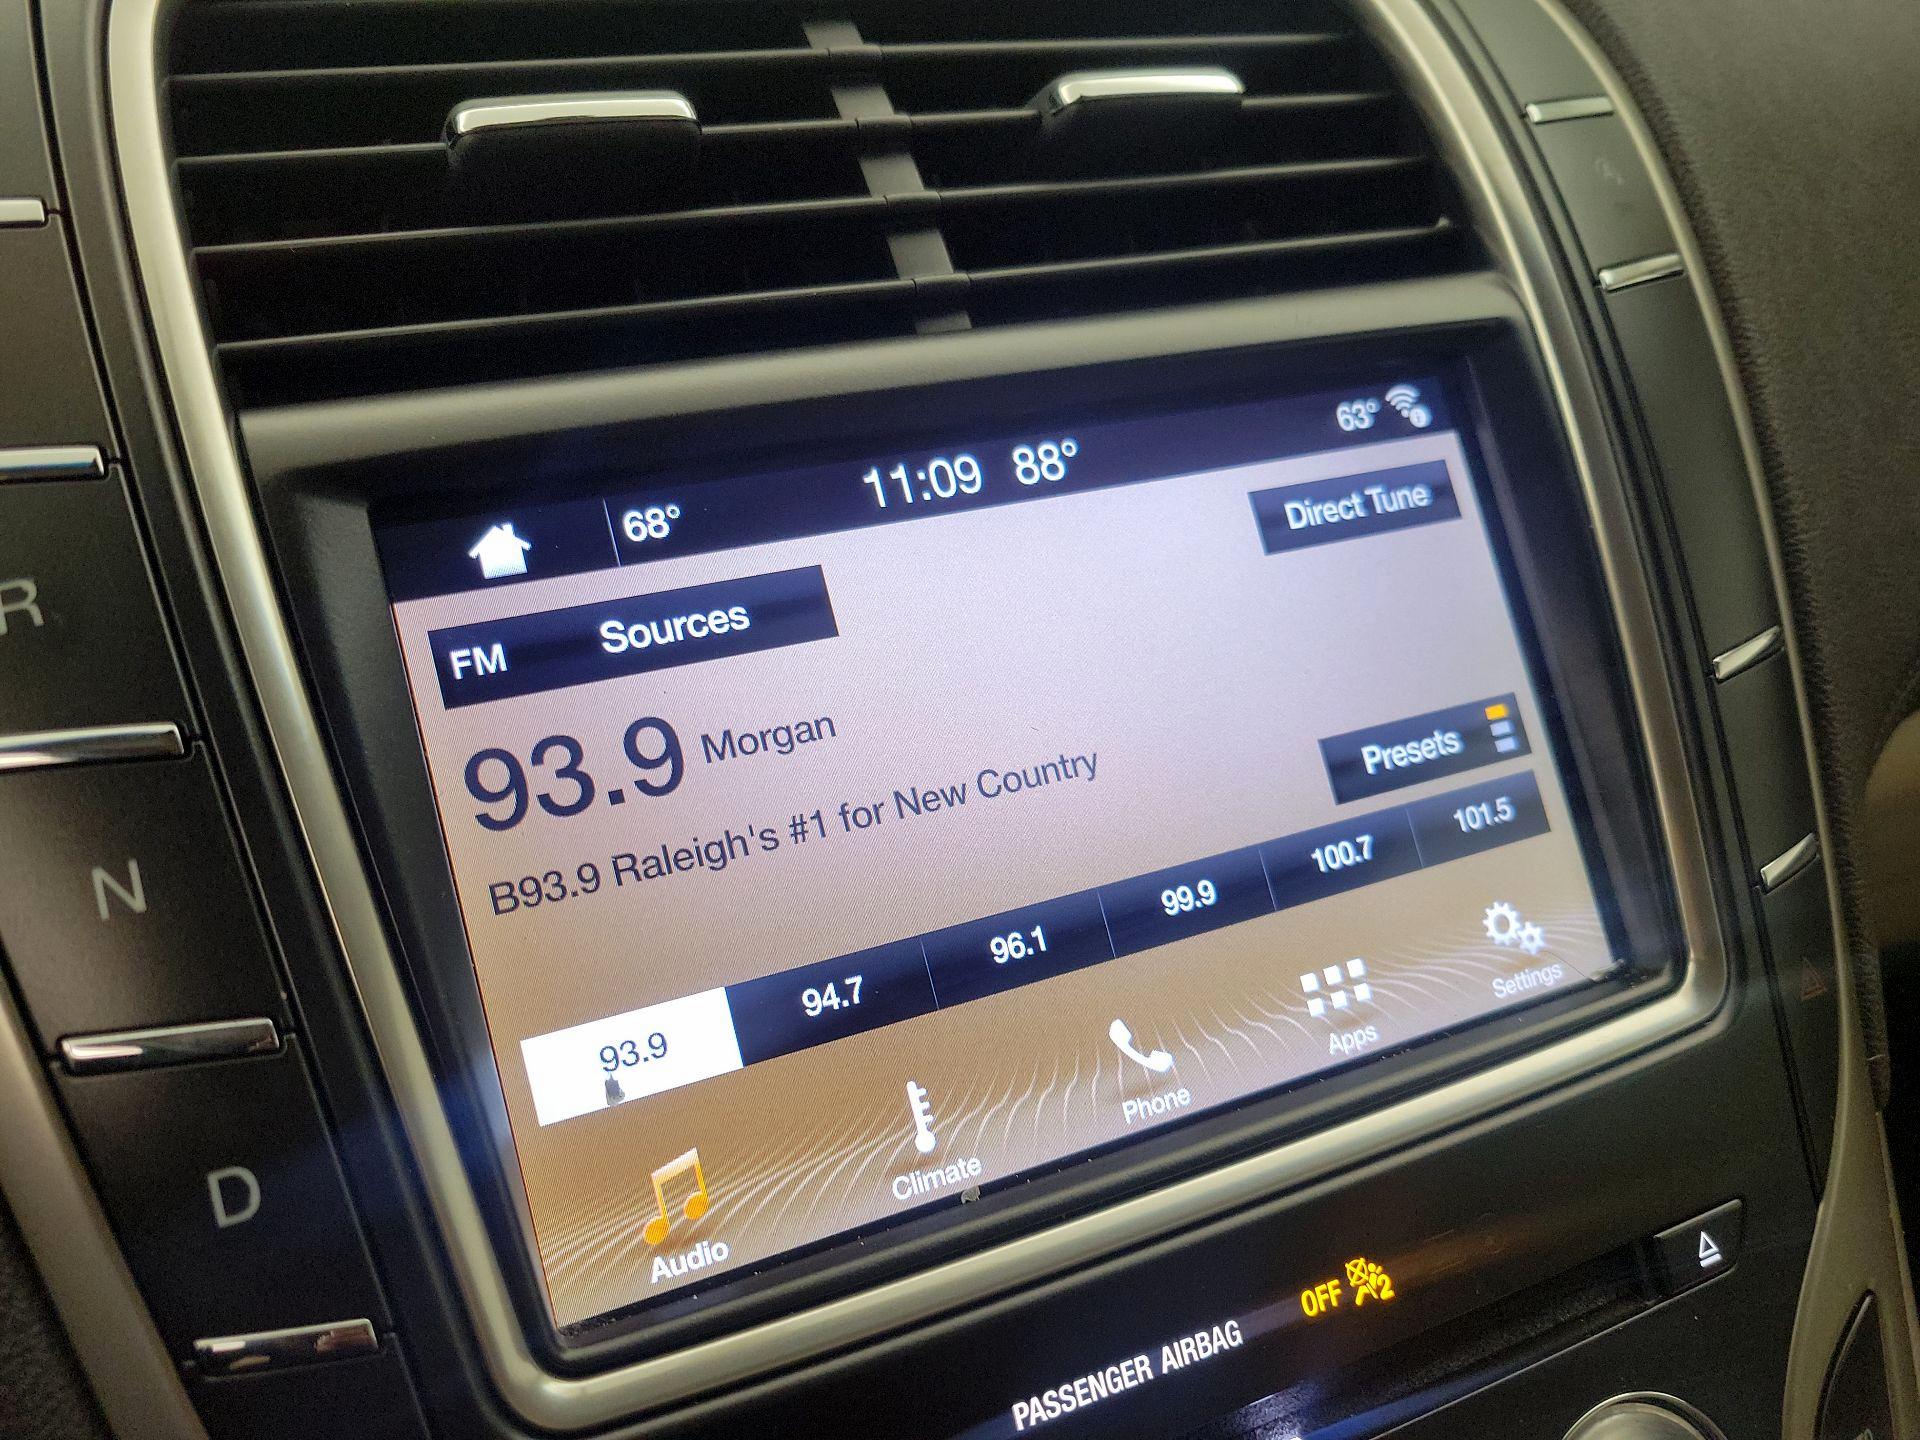 68° 11:09 88° 63°
Direct Tune
FM Sources
93.9 Morgan
B93.9 Raleigh's #1 for New Country
Presets
93.9 94.7 96.1 99.9 100.7 101.5
Audio Climate Phone Apps Settings
R
N
D
PASSENGER AIRBAG OFF 2